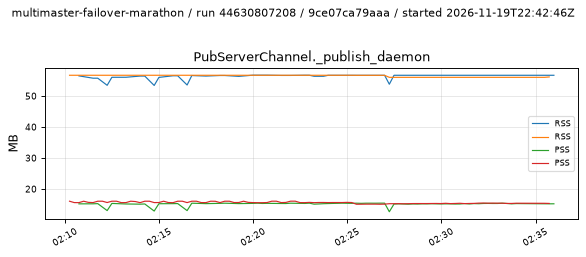 multimaster-failover-marathon / run 44630807208 / 9ce07ca79aaa / started 2026-11-19T22:42:46Z
PubServerChannel._publish_daemon
MB
50
40
30
20
RSS
RSS
PSS
PSS
02:10
02:15
02:20
02:25
02:30
02:35